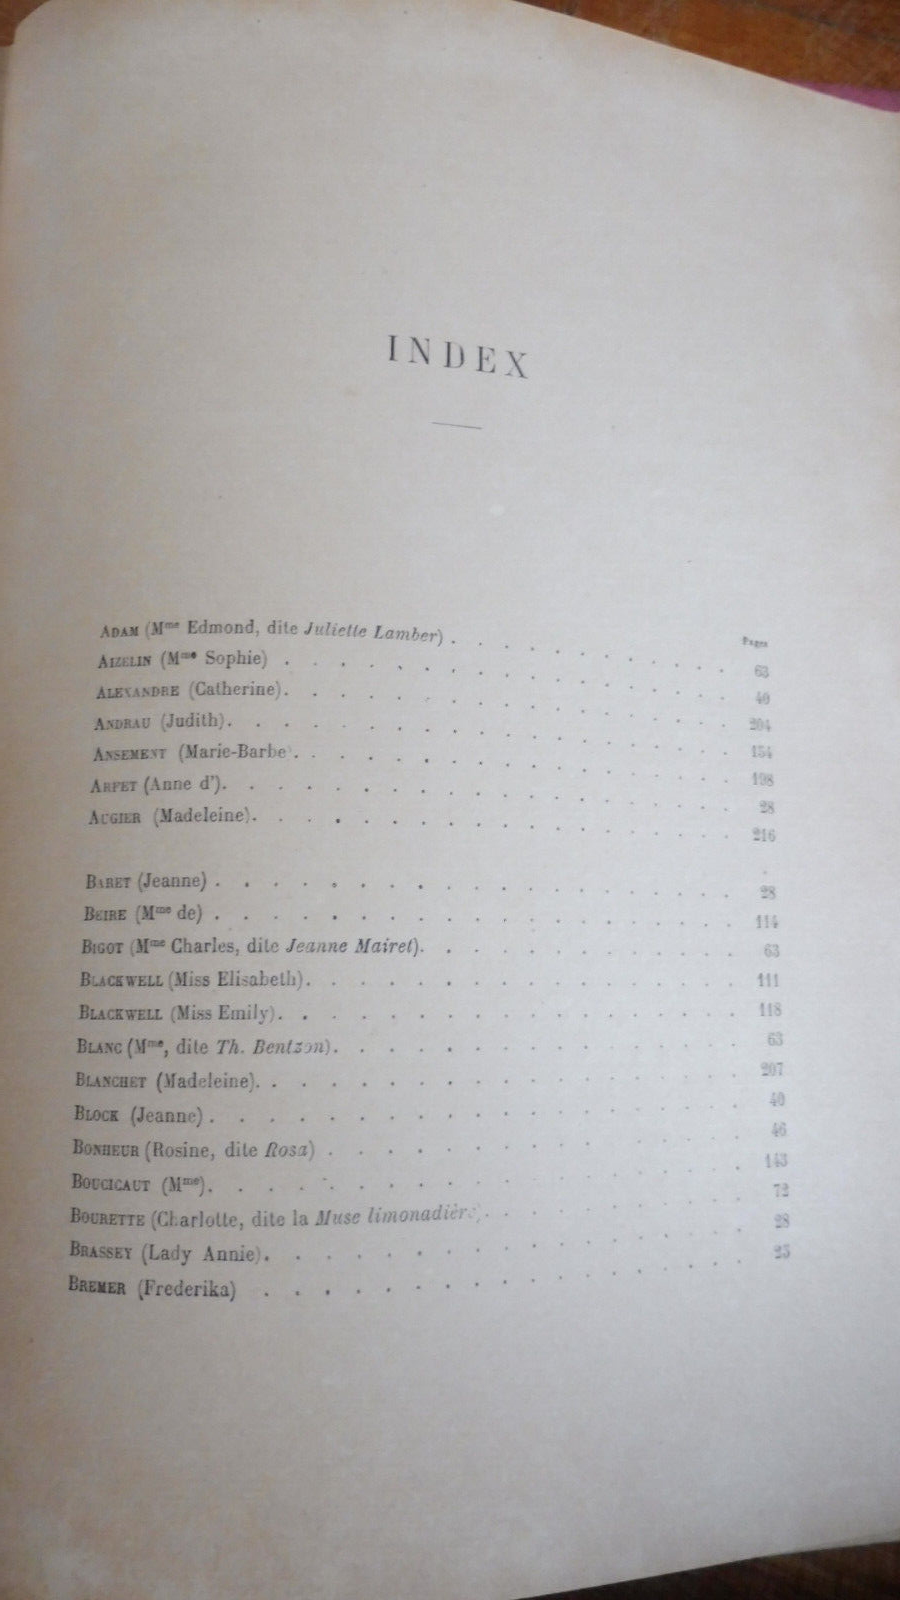 INDEX
Pages
ADAM (Mme Edmond, dite Juliette Lamber) . . . . . . . . . . . 63
AIZELIN (Mme Sophie) . . . . . . . . . . . . . . . . 40
ALEXANDRE (Catherine). . . . . . . . . . . . . . . . 204
ANDRAU (Judith). . . . . . . . . . . . . . . . . . 154
ANSEMENT (Marie-Barbe). . . . . . . . . . . . . . . . 198
ARFET (Anne d'). . . . . . . . . . . . . . . . . . 28
AUGIER (Madeleine). . . . . . . . . . . . . . . . . 216
BARET (Jeanne) . . . . . . . . . . . . . . . . . . 28
BEIRE (Mme de) . . . . . . . . . . . . . . . . . . 114
BIGOT (Mme Charles, dite Jeanne Mairet). . . . . . . . . . . 63
BLACKWELL (Miss Elisabeth). . . . . . . . . . . . . . . 111
BLACKWELL (Miss Emily). . . . . . . . . . . . . . . . 118
BLANC (Mme, dite Th. Bentzon). . . . . . . . . . . . . . 63
BLANCHET (Madeleine). . . . . . . . . . . . . . . . . 207
BLOCK (Jeanne) . . . . . . . . . . . . . . . . . . 40
BONHEUR (Rosine, dite Rosa) . . . . . . . . . . . . . . 46
BOUCICAUT (Mme). . . . . . . . . . . . . . . . . . 143
BOURETTE (Charlotte, dite la Muse limonadière). . . . . . . . . 72
BRASSEY (Lady Annie). . . . . . . . . . . . . . . . . 28
BREMER (Frederika) . . . . . . . . . . . . . . . . . 25